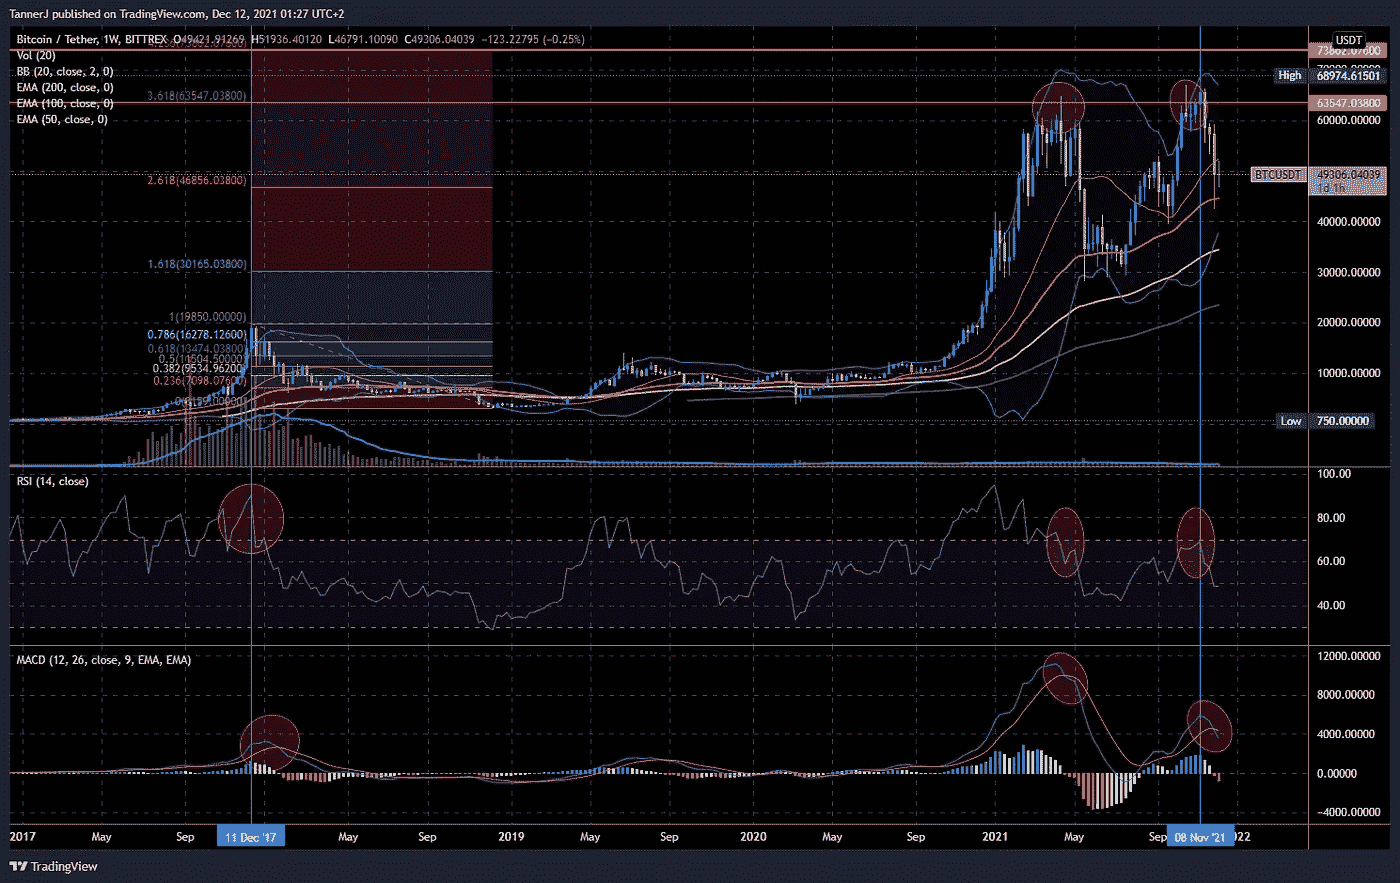 TannerJ published on TradingView.com, Dec 12, 2021 01:27 UTC+2
Bitcoin / Tether, 1W, BITTREX O49421.91269 H51936.40120 L46791.10090 C49306.04039 −123.22795 (−0.25%)
USDT
Vol (20)
BB (20, close, 2, 0)
EMA (200, close, 0)
EMA (100, close, 0)
EMA (50, close, 0)
High 68974.61501
3.618(63547.03800)
63547.03800
60000.00000
2.618(46856.03800)
BTCUSDT 49306.04039
1d 1h
40000.00000
1.618(30165.03800)
30000.00000
1(19850.00000)
20000.00000
0.786(16278.12600)
0.618(13474.03800)
0.5(11504.50000)
0.382(9534.96200)
10000.00000
0.236(7098.07600)
Low 750.00000
RSI (14, close)
100.00
80.00
60.00
40.00
MACD (12, 26, close, 9, EMA, EMA)
12000.00000
8000.00000
4000.00000
0.00000
−4000.00000
2017 May Sep 11 Dec '17 May Sep 2019 May Sep 2020 May Sep 2021 May Sep 08 Nov '21
TradingView